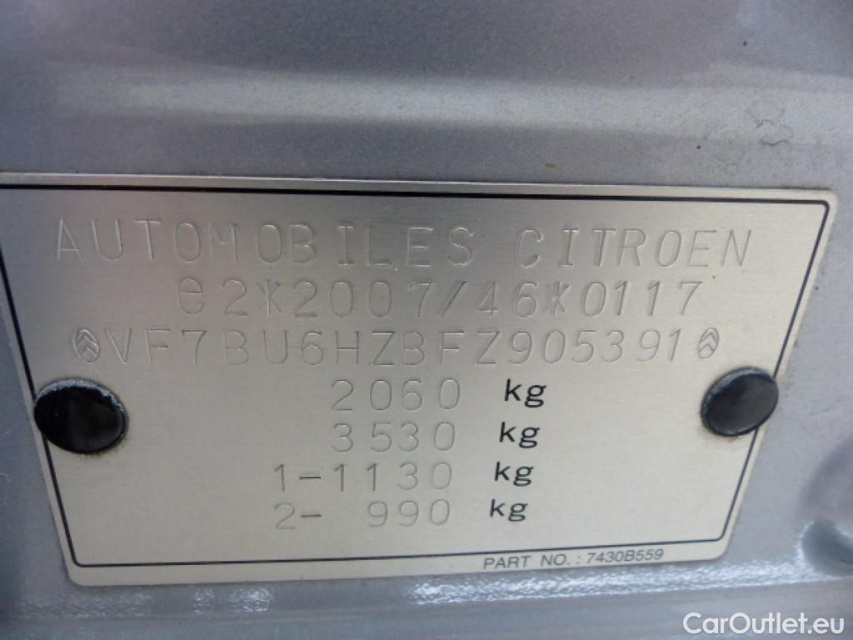 AUTOMOBILES CITROEN
e2*2007/46*0117
VF7BU6HZBFZ905391
2060 kg
3530 kg
1-1130 kg
2- 990 kg
PART NO.: 7430B559
CarOutlet.eu